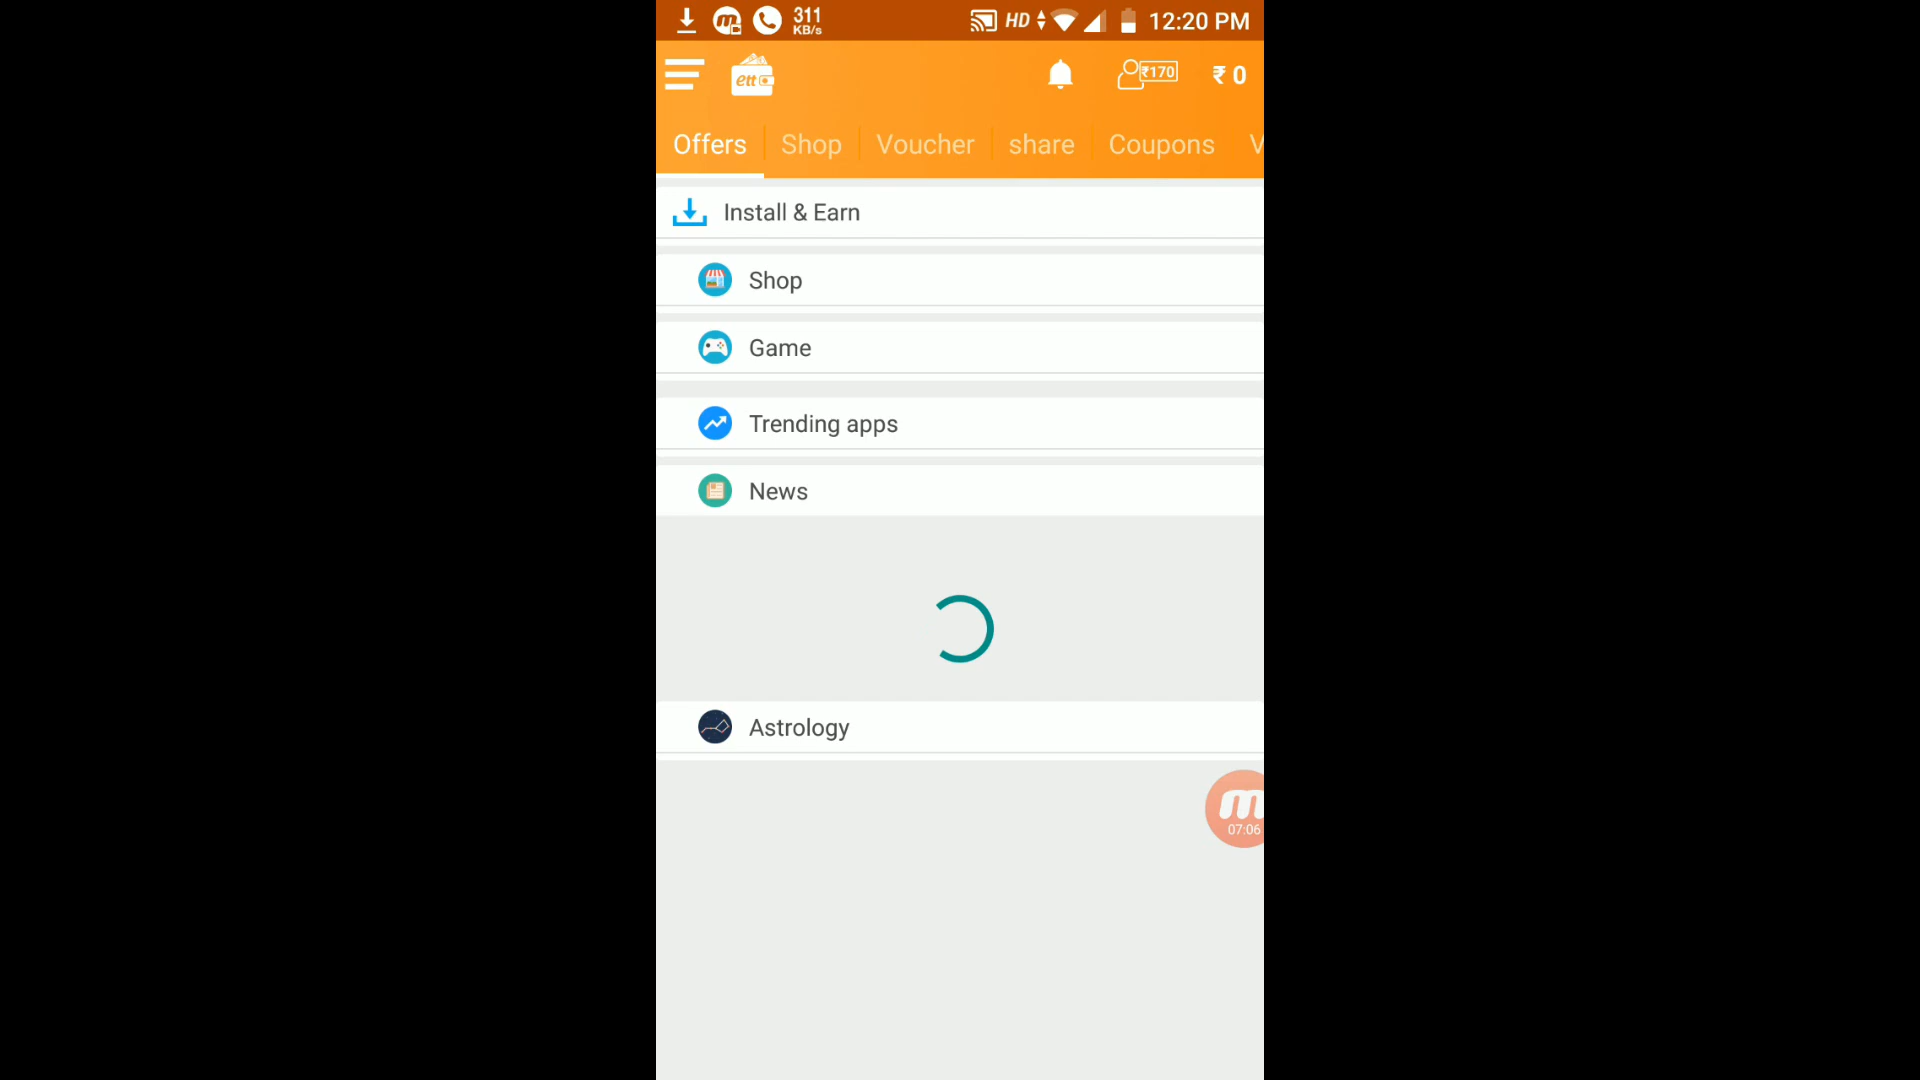 311
KB/s
HD
12:20 PM
ett
₹170
₹ 0
Offers
Shop
Voucher
share
Coupons
V
Install & Earn
Shop
Game
Trending apps
News
Astrology
m
07:06